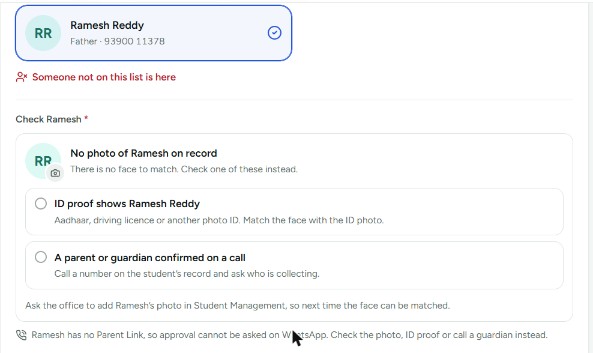 RR
Ramesh Reddy
Father · 93900 11378
Someone not on this list is here
Check Ramesh *
RR
No photo of Ramesh on record
There is no face to match. Check one of these instead.
ID proof shows Ramesh Reddy
Aadhaar, driving licence or another photo ID. Match the face with the ID photo.
A parent or guardian confirmed on a call
Call a number on the student's record and ask who is collecting.
Ask the office to add Ramesh's photo in Student Management, so next time the face can be matched.
Ramesh has no Parent Link, so approval cannot be asked on WhatsApp. Check the photo, ID proof or call a guardian instead.